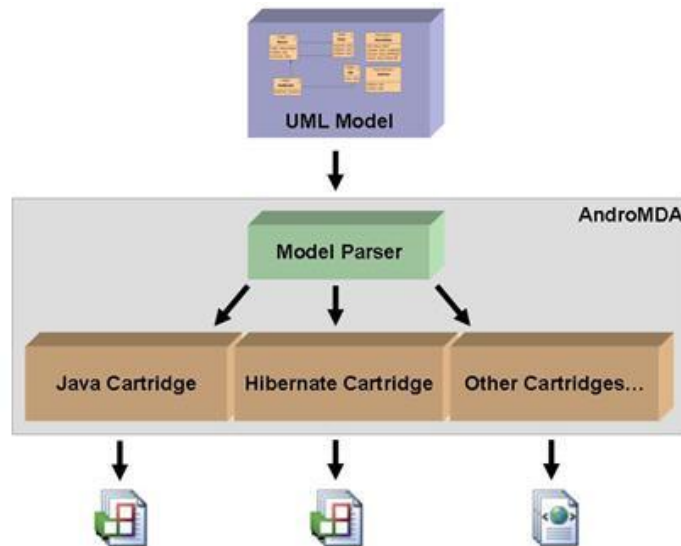 UML Model
AndroMDA
Model Parser
Java Cartridge
Hibernate Cartridge
Other Cartridges...